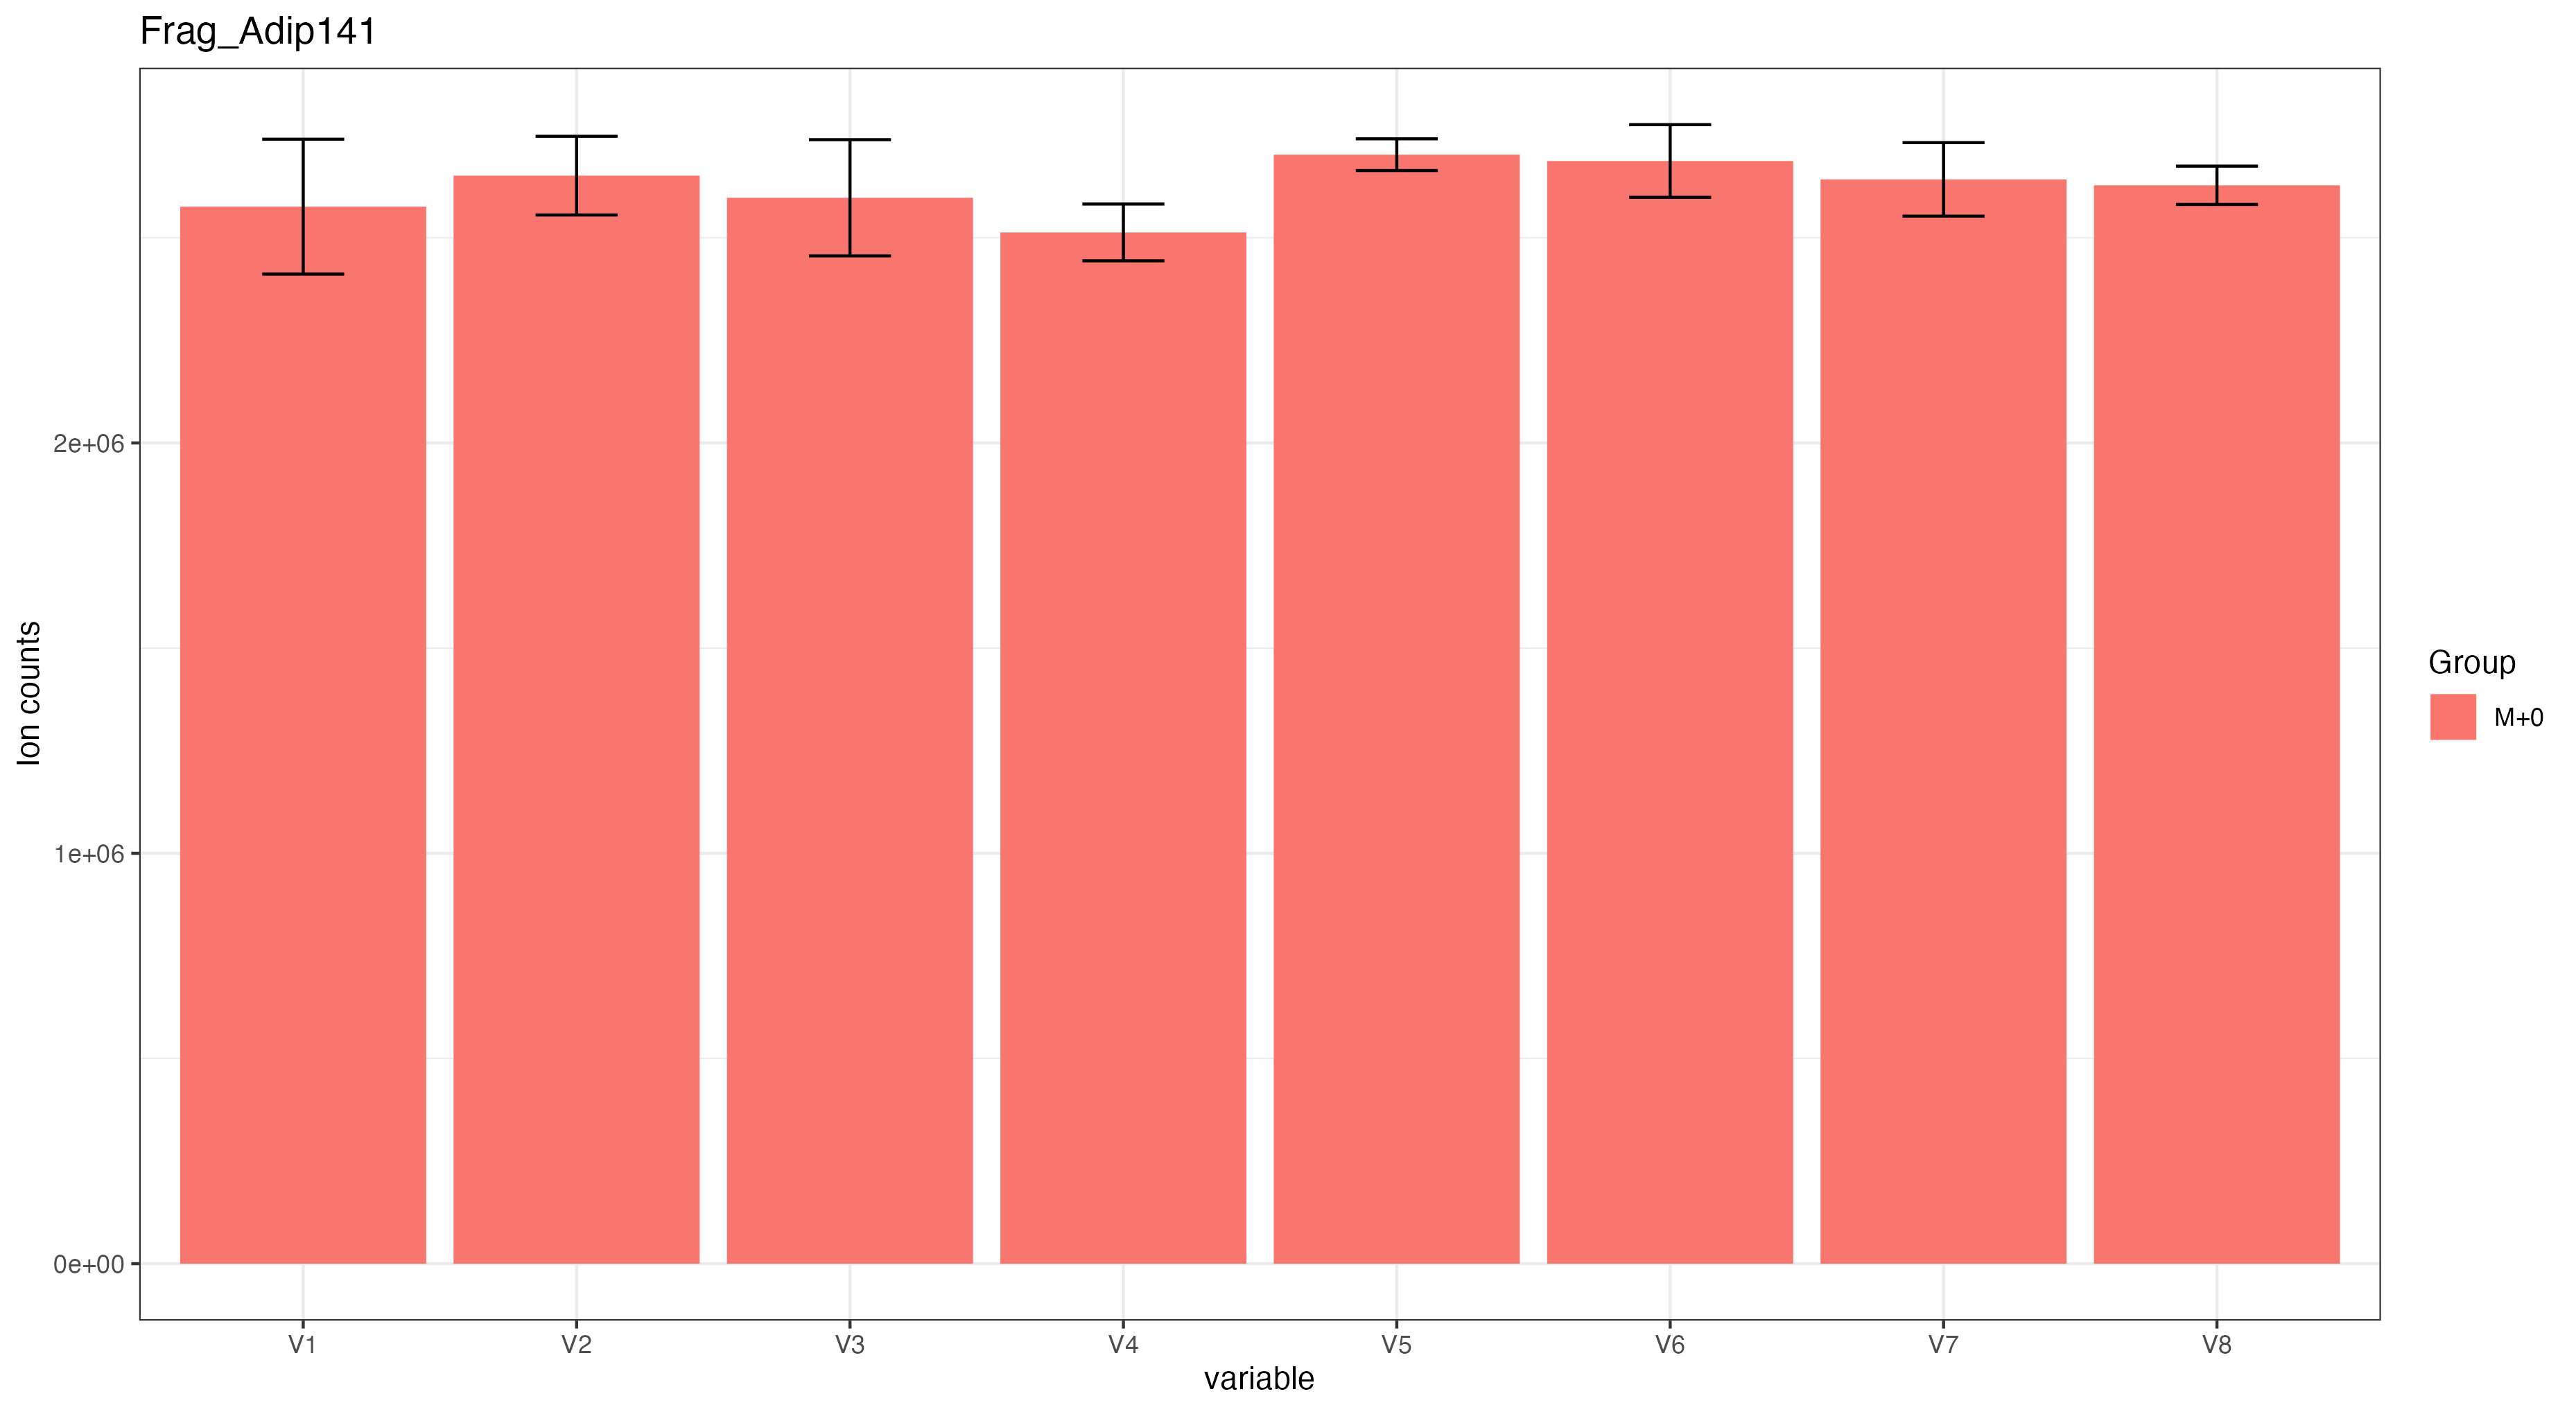 Frag_Adip141
Ion counts
2e+06
1e+06
0e+00
V1 V2 V3 V4 V5 V6 V7 V8
variable
Group
M+0